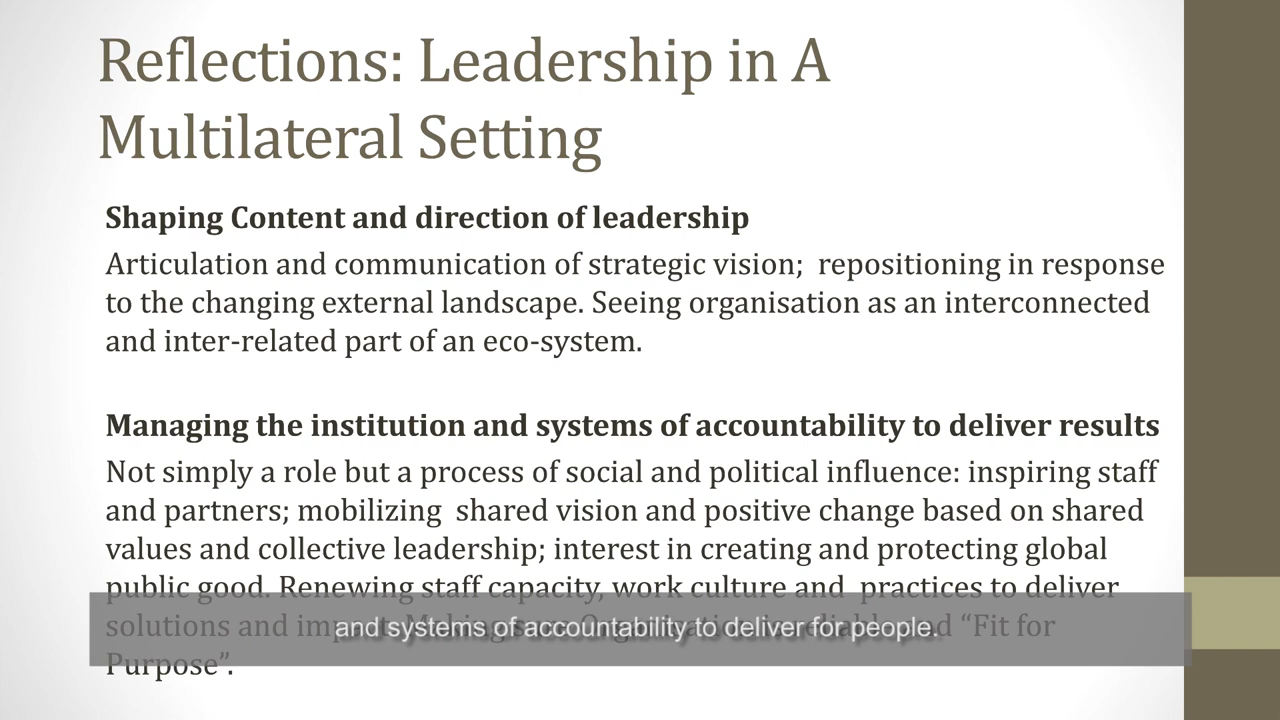 Reflections: Leadership in A
Multilateral Setting
Shaping Content and direction of leadership
Articulation and communication of strategic vision; repositioning in response
to the changing external landscape. Seeing organisation as an interconnected
and inter-related part of an eco-system.
Managing the institution and systems of accountability to deliver results
Not simply a role but a process of social and political influence: inspiring staff
and partners; mobilizing shared vision and positive change based on shared
values and collective leadership; interest in creating and protecting global
public good. Renewing staff capacity, work culture and practices to deliver
solutions and “Fit for
and systems of accountability to deliver for people.
Purpose”.